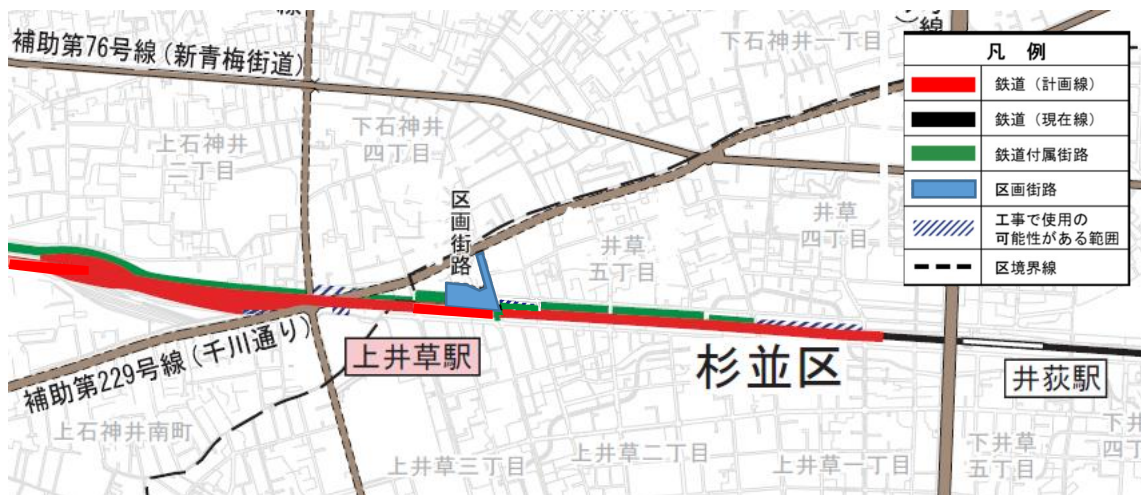 補助第76号線(新青梅街道)
下石神井一丁目
号線
凡 例
鉄道(計画線)
鉄道(現在線)
鉄道付属街路
区画街路
工事で使用の
可能性がある範囲
区境界線
上石神井
二丁目
下石神井
四丁目
区画街路
井草
五丁目
井草
四丁目
補助第229号線(千川通り)
上井草駅
杉並区
井荻駅
上石神井南町
上井草三丁目
上井草二丁目
上井草一丁目
下井草
五丁目
下井
四丁